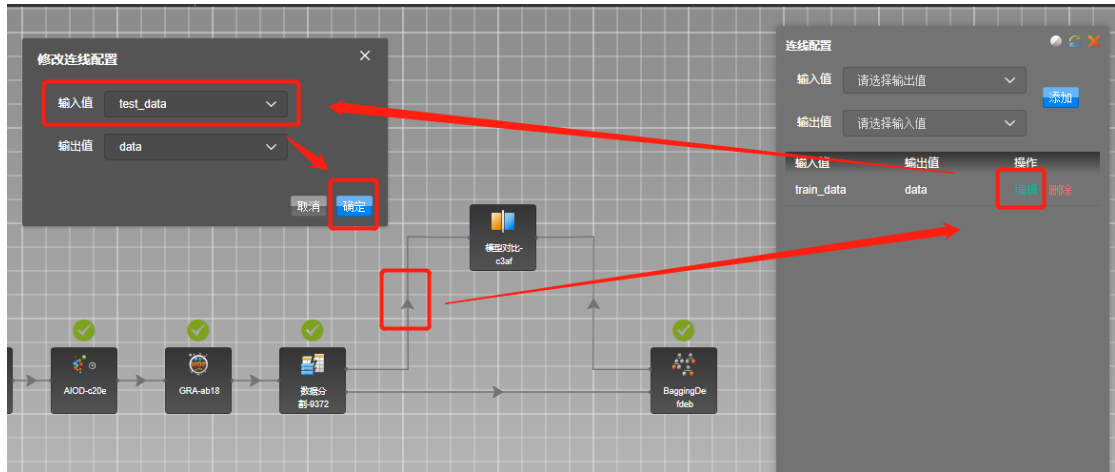 修改连线配置
输入值 test_data
输出值 data
取消 确定
连线配置
输入值 请选择输出值
添加
输出值 请选择输入值
输入值 输出值 操作
train_data data 编辑 删除
模型对比-
c3af
AIOD-c20e
GRA-ab18
数据分
割-9372
BaggingDe
fdeb